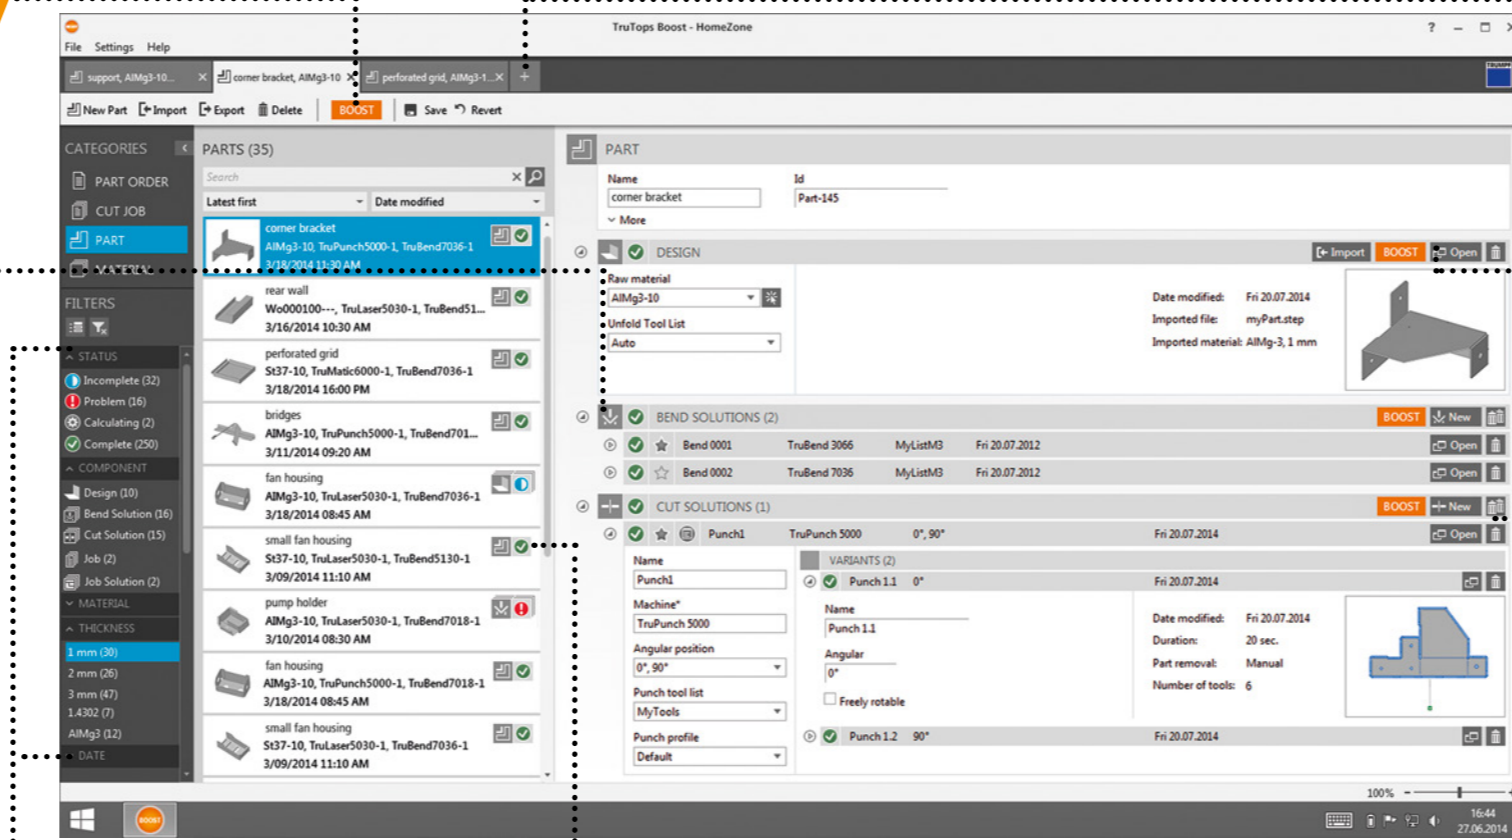 TruTops Boost - HomeZone
File Settings Help
support, AlMg3-10... corner bracket, AlMg3-10 perforated grid, AlMg3-1...
TRUMPF
New Part Import Export Delete BOOST Save Revert
CATEGORIES
PART ORDER
CUT JOB
PART
MATERIAL
FILTERS
STATUS
Incomplete (32)
Problem (16)
Calculating (2)
Complete (250)
COMPONENT
Design (10)
Bend Solution (16)
Cut Solution (15)
Job (2)
Job Solution (2)
MATERIAL
THICKNESS
1 mm (30)
2 mm (26)
3 mm (47)
1.4302 (7)
AlMg3 (12)
DATE
PARTS (35)
Search
Latest first Date modified
corner bracket
AlMg3-10, TruPunch5000-1, TruBend7036-1
3/18/2014 11:30 AM
rear wall
Wo000100---, TruLaser5030-1, TruBend51...
3/16/2014 10:30 AM
perforated grid
St37-10, TruMatic6000-1, TruBend7036-1
3/18/2014 16:00 PM
bridges
AlMg3-10, TruPunch5000-1, TruBend701...
3/11/2014 09:20 AM
fan housing
AlMg3-10, TruLaser5030-1, TruBend7036-1
3/18/2014 08:45 AM
small fan housing
St37-10, TruLaser5030-1, TruBend5130-1
3/09/2014 11:10 AM
pump holder
AlMg3-10, TruLaser5030-1, TruBend7018-1
3/10/2014 08:30 AM
fan housing
AlMg3-10, TruPunch5000-1, TruBend7018-1
3/18/2014 08:45 AM
small fan housing
St37-10, TruLaser5030-1, TruBend7036-1
3/09/2014 11:10 AM
PART
Name Id
corner bracket Part-145
More
DESIGN Import BOOST Open
Raw material
AlMg3-10
Unfold Tool List
Auto
Date modified: Fri 20.07.2014
Imported file: myPart.step
Imported material: AlMg-3, 1 mm
BEND SOLUTIONS (2) BOOST New
Bend 0001 TruBend 3066 MyListM3 Fri 20.07.2012 Open
Bend 0002 TruBend 7036 MyListM3 Fri 20.07.2012 Open
CUT SOLUTIONS (1) BOOST New
Punch1 TruPunch 5000 0°, 90° Fri 20.07.2014 Open
Name
Punch1
Machine*
TruPunch 5000
Angular position
0°, 90°
Punch tool list
MyTools
Punch profile
Default
VARIANTS (2)
Punch 1.1 0° Fri 20.07.2014
Name
Punch 1.1
Angular
0°
Freely rotable
Date modified: Fri 20.07.2014
Duration: 20 sec.
Part removal: Manual
Number of tools: 6
Punch 1.2 90° Fri 20.07.2014
100%
BOOST
16:44
27.06.2014